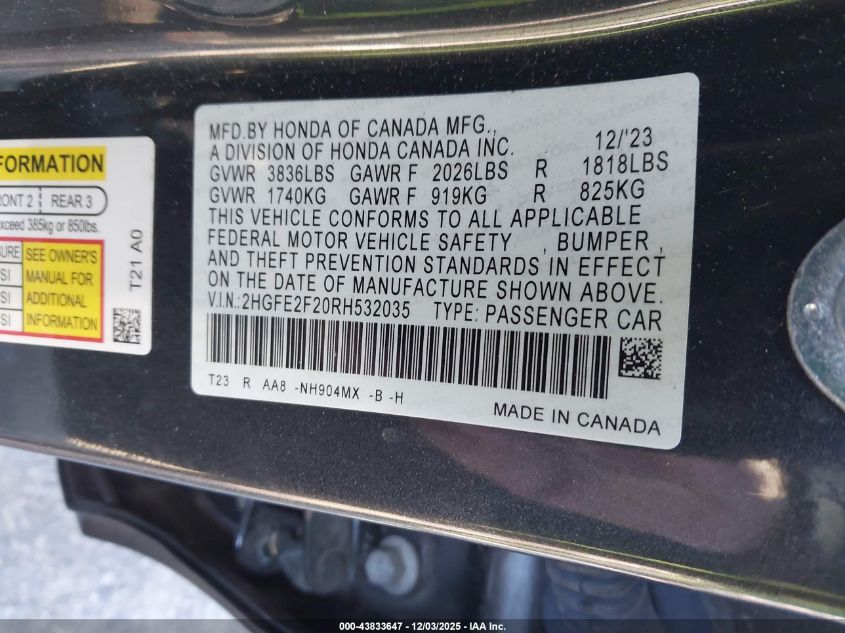 MFD.BY HONDA OF CANADA MFG.,
A DIVISION OF HONDA CANADA INC. 12/'23
GVWR 3836LBS GAWR F 2026LBS R 1818LBS
GVWR 1740KG GAWR F 919KG R 825KG
THIS VEHICLE CONFORMS TO ALL APPLICABLE
FEDERAL MOTOR VEHICLE SAFETY , BUMPER ,
AND THEFT PREVENTION STANDARDS IN EFFECT
ON THE DATE OF MANUFACTURE SHOWN ABOVE.
V.I.N.:2HGFE2F20RH532035 TYPE: PASSENGER CAR
T23 R AA8 -NH904MX -B -H
MADE IN CANADA
FORMATION
RONT 2 REAR 3
exceed 385kg or 850lbs.
SURE SEE OWNER'S
SI MANUAL FOR
SI ADDITIONAL
SI INFORMATION
T21 A0
000-43833647 - 12/03/2025 - IAA Inc.